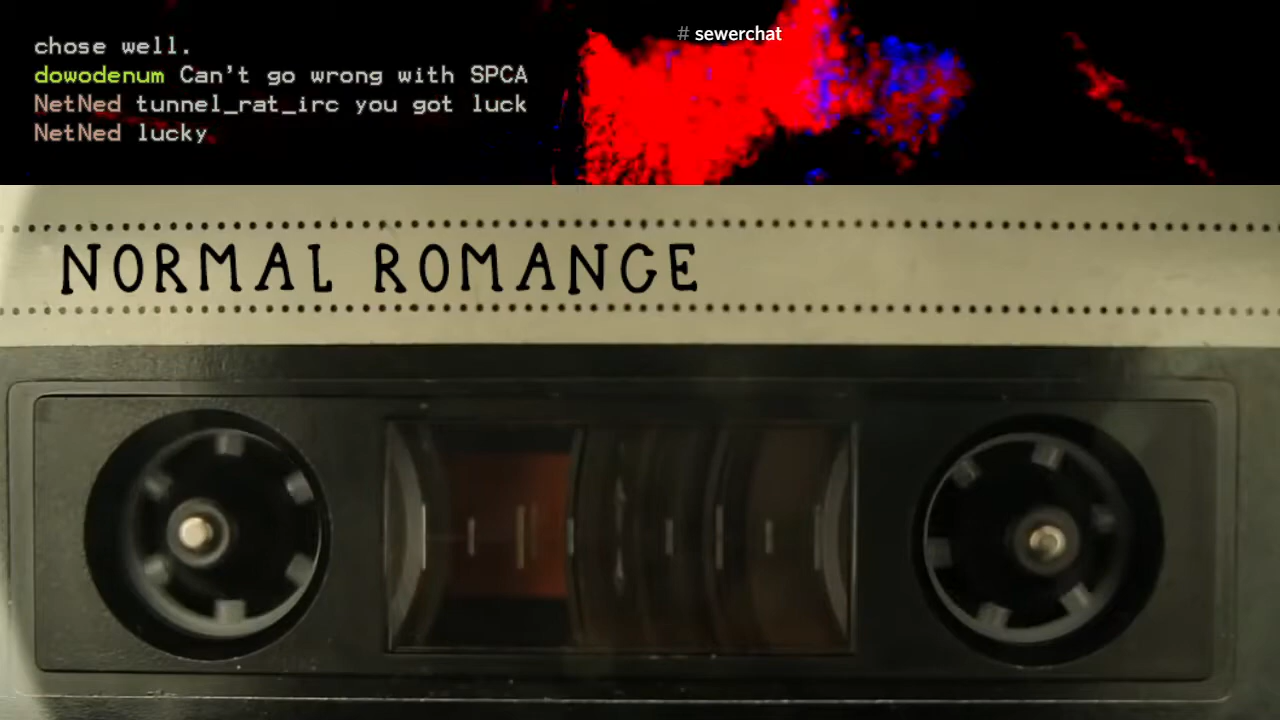 chose well.
dowodenum Can't go wrong with SPCA
NetNed tunnel_rat_irc you got luck
NetNed lucky
# sewerchat
NORMAL ROMANCE